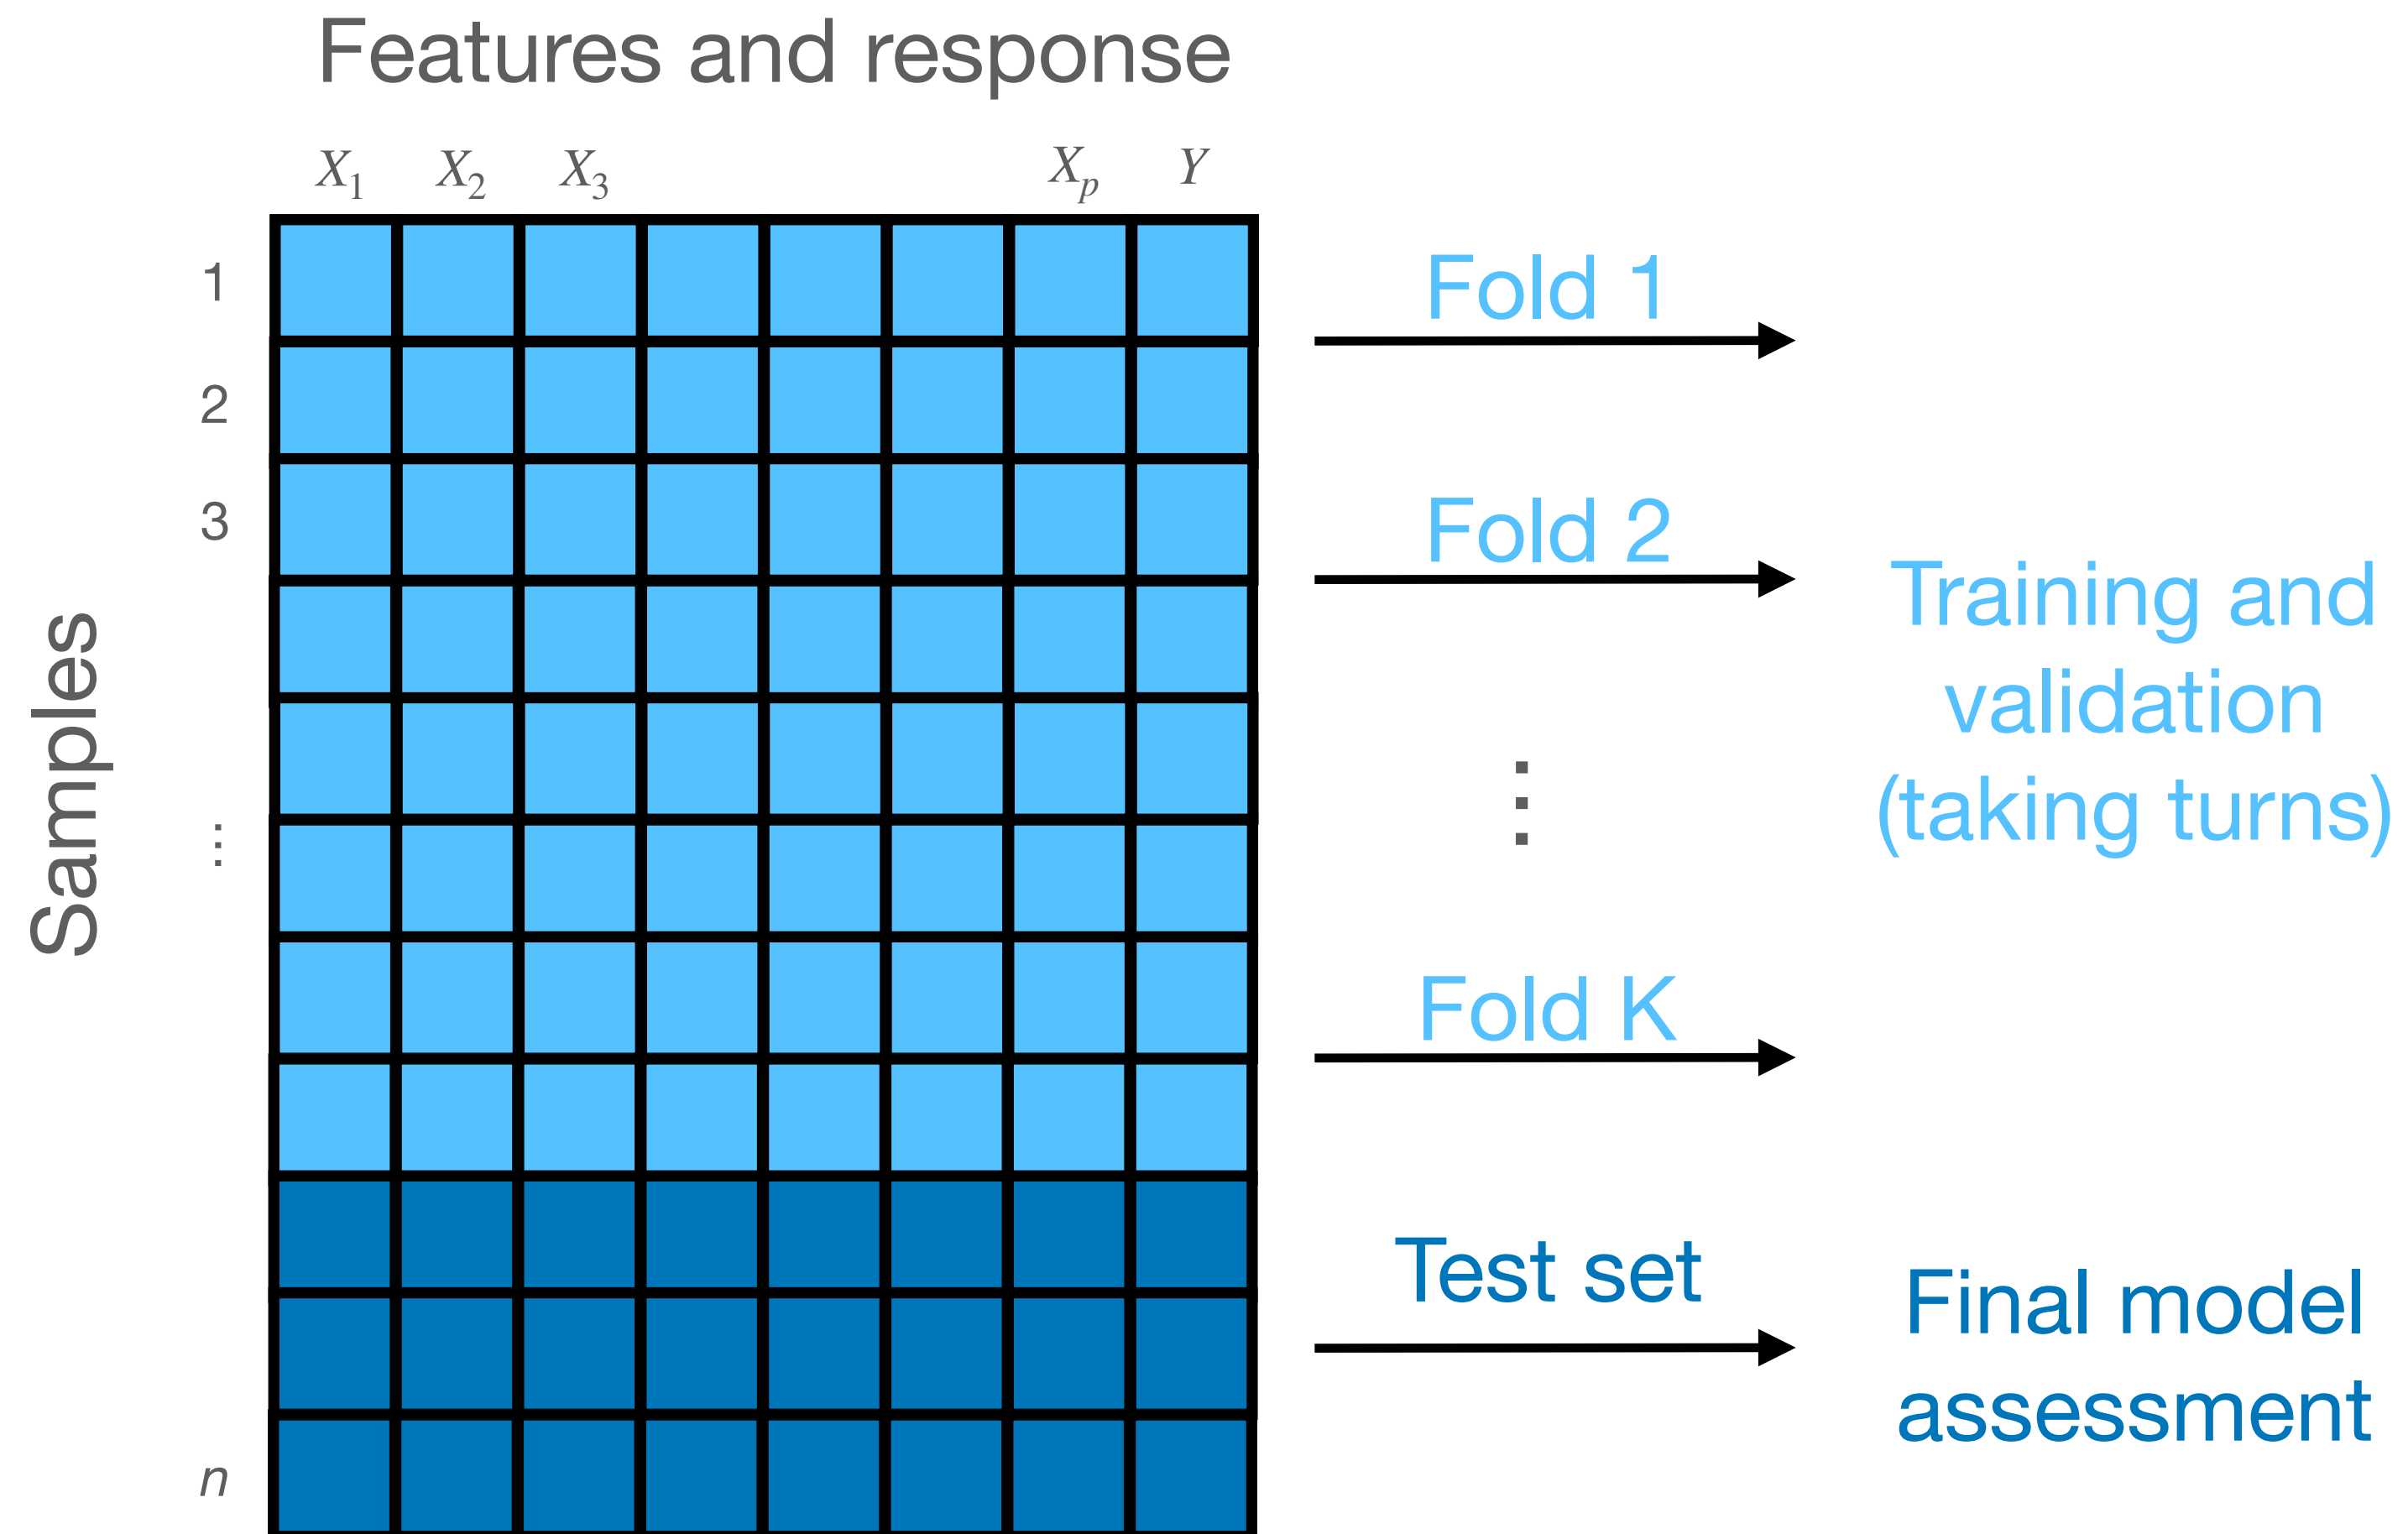 Features and response
X1 X2 X3 Xp Y
1
Fold 1
2
3
Fold 2
Training and
validation
(taking turns)
Samples
⋮
⋮
Fold K
Test set
Final model
assessment
n